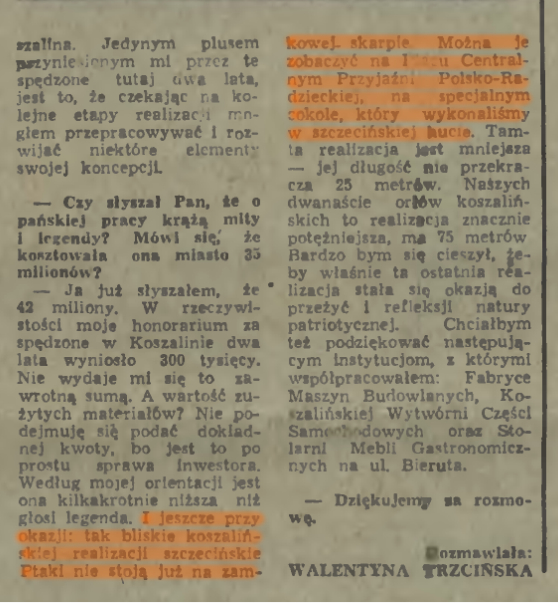 szalina. Jedynym plusem
przyniesionym mi przez te
spędzone tutaj dwa lata,
jest to, że czekając na ko-
lejne etapy realizacji mo-
głem przepracowywać i roz-
wijać niektóre elementy
swojej koncepcji.
— Czy słyszał Pan, że o
pańskiej pracy krążą mity
i legendy? Mówi się, że
kosztowała ona miasto 35
milionów?
— Ja już słyszałem, że
42 miliony. W rzeczywi-
stości moje honorarium za
spędzone w Koszalinie dwa
lata wyniosło 300 tysięcy.
Nie wydaje mi się to za-
wrotną sumą. A wartość zu-
żytych materiałów? Nie po-
dejmuję się podać dokład-
nej kwoty, bo jest to po
prostu sprawa inwestora.
Według mojej orientacji jest
ona kilkakrotnie niższa niż
głosi legenda. I jeszcze przy
okazji: tak bliskie koszaliń-
skiej realizacji szczecińskie
Ptaki nie stoją już na zam-
kowej skarpie. Można je
zobaczyć na Placu Central-
nym Przyjaźni Polsko-Ra-
dzieckiej, na specjalnym
cokole, który wykonaliśmy
w szczecińskiej hucie. Tam-
ta realizacja jest mniejsza
— jej długość nie przekra-
cza 25 metrów. Naszych
dwanaście orłów koszaliń-
skich to realizacja znacznie
potężniejsza, ma 75 metrów
Bardzo bym się cieszył, że-
by właśnie ta ostatnia rea-
lizacja stała się okazją do
przeżyć i refleksji natury
patriotycznej. Chciałbym
też podziękować następują-
cym instytucjom, z którymi
współpracowałem: Fabryce
Maszyn Budowlanych, Ko-
szalińskiej Wytwórni Części
Samochodowych oraz Sto-
larni Mebli Gastronomicz-
nych na ul. Bieruta.
— Dziękujemy za rozmo-
wę.
Rozmawiała:
WALENTYNA TRZCIŃSKA